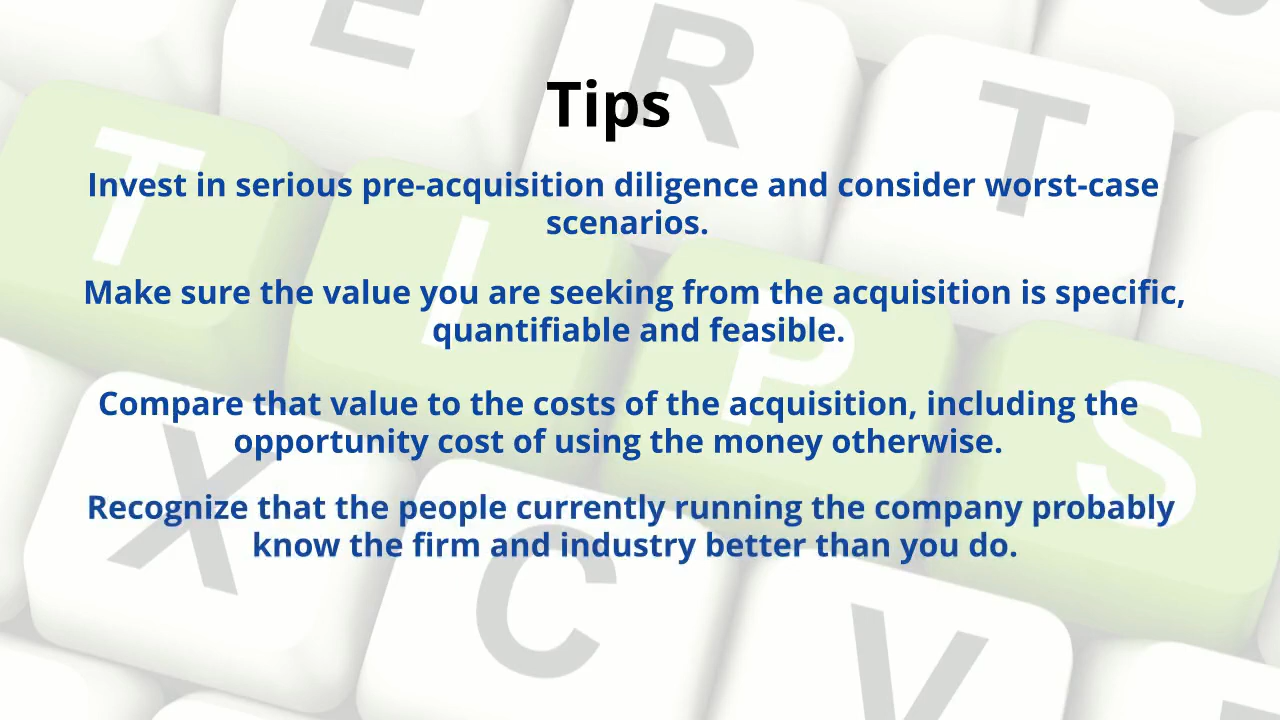 E
R
T
Tips
T
I
P
S
Invest in serious pre-acquisition diligence and consider worst-case
scenarios.
Make sure the value you are seeking from the acquisition is specific,
quantifiable and feasible.
Compare that value to the costs of the acquisition, including the
opportunity cost of using the money otherwise.
Recognize that the people currently running the company probably
know the firm and industry better than you do.
X
C
V